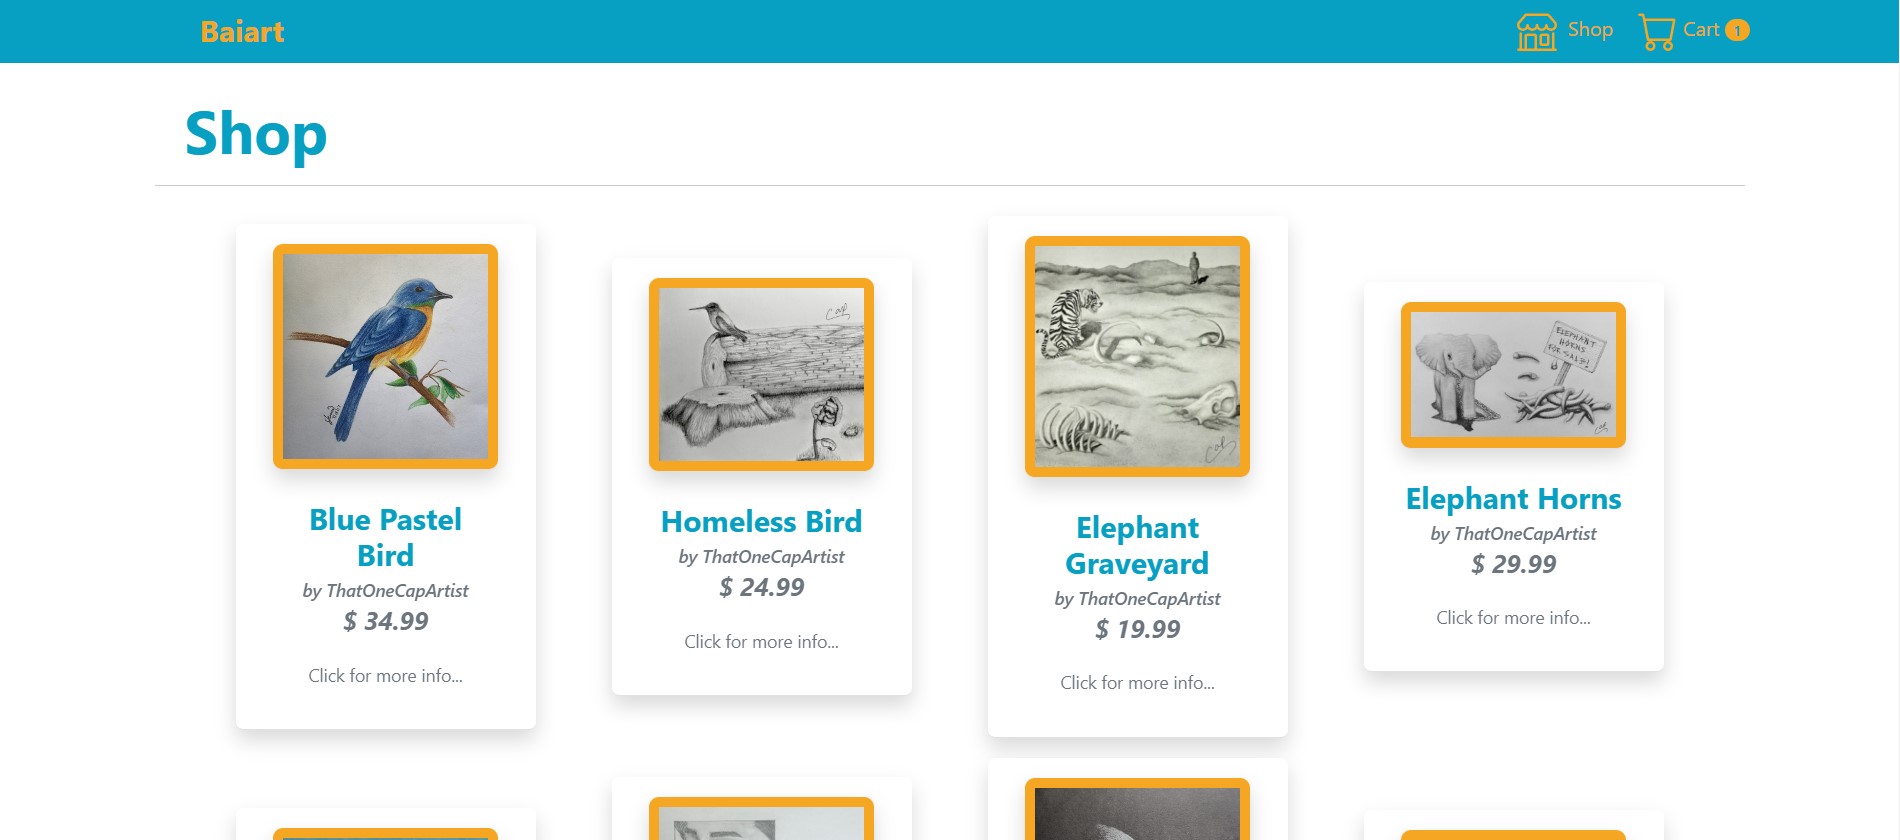 Baiart
Shop
Cart 1
Shop
Blue Pastel
Bird
by ThatOneCapArtist
$ 34.99
Click for more info...
Homeless Bird
by ThatOneCapArtist
$ 24.99
Click for more info...
Elephant
Graveyard
by ThatOneCapArtist
$ 19.99
Click for more info...
ELEPHANT
HORNS
FOR SALE!
Elephant Horns
by ThatOneCapArtist
$ 29.99
Click for more info...